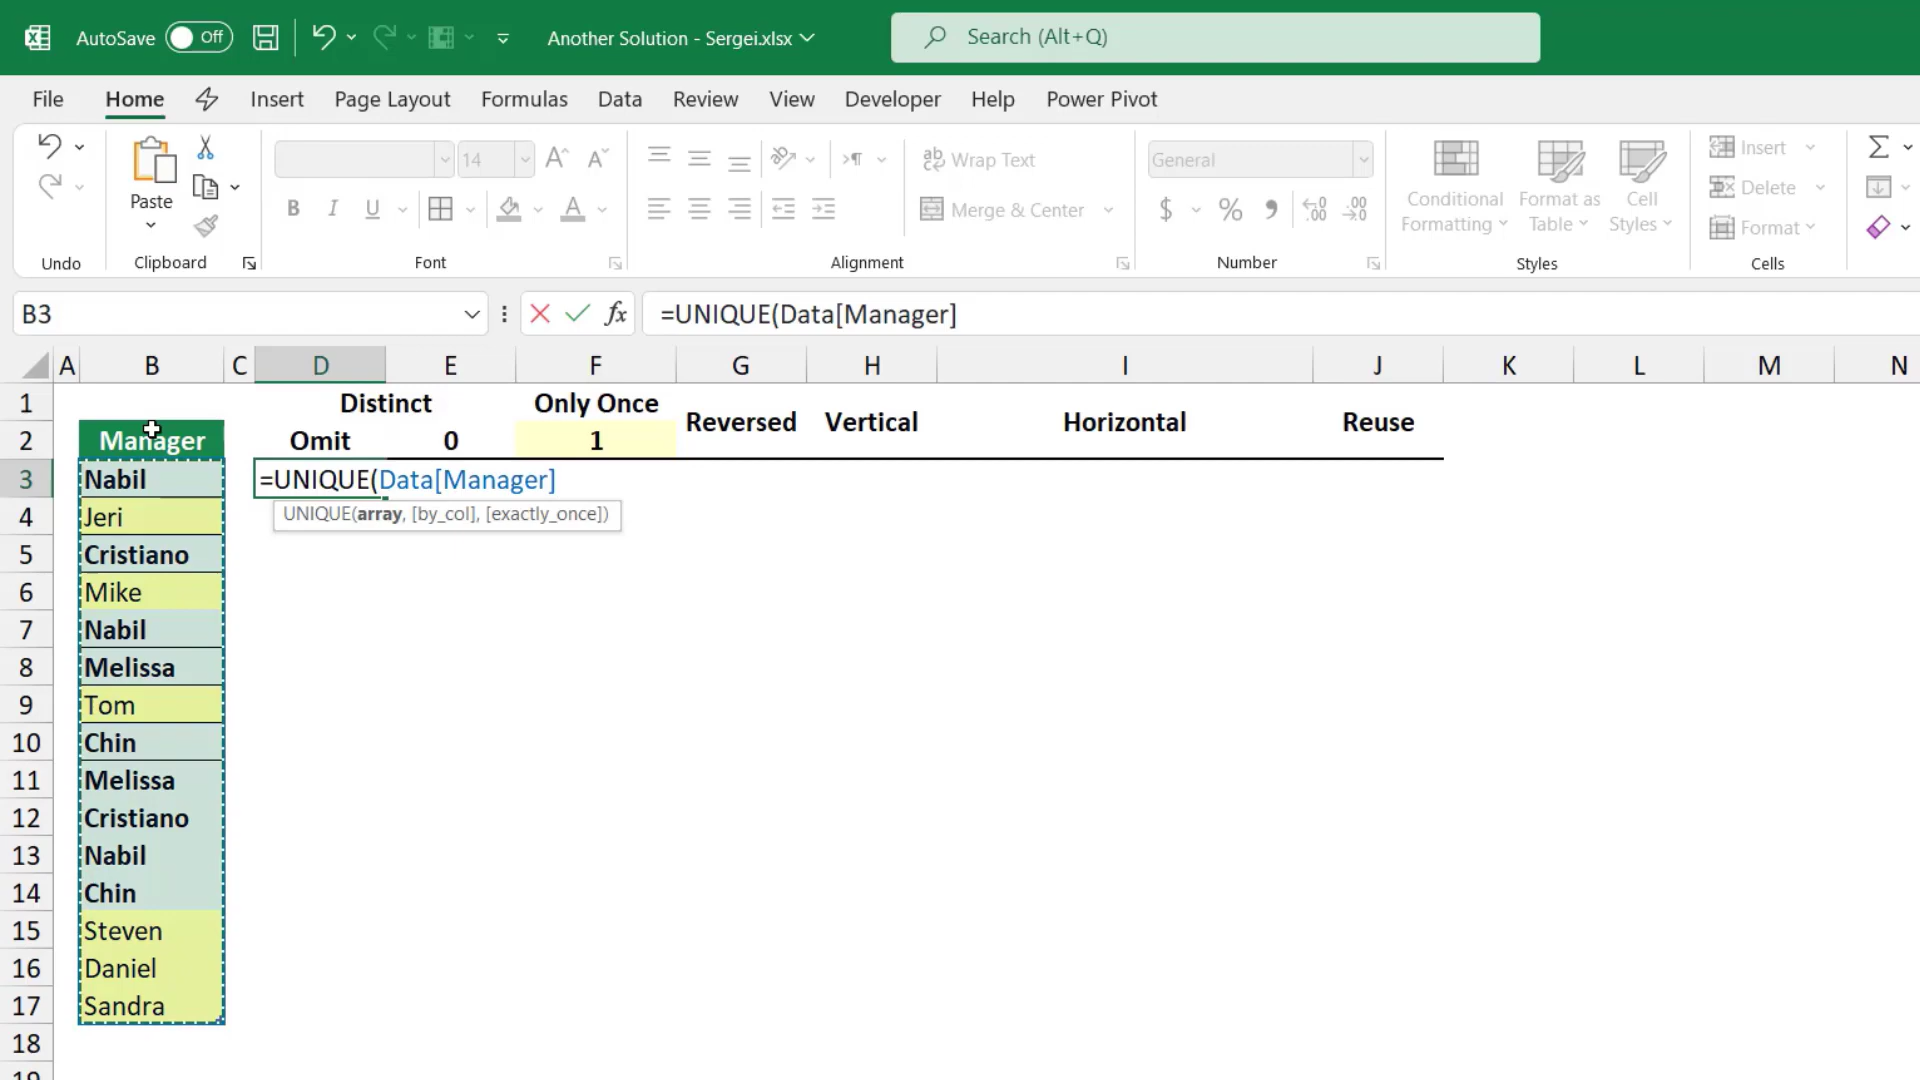 AutoSave Off Another Solution - Sergei.xlsx Search (Alt+Q)
File Home Insert Page Layout Formulas Data Review View Developer Help Power Pivot
14 General
Paste
B I U
ab Wrap Text
Merge & Center
$ % 9
Conditional Formatting
Format as Table
Cell Styles
Insert
Delete
Format
Undo Clipboard Font Alignment Number Styles Cells
B3 fx =UNIQUE(Data[Manager]
A B C D E F G H I J K L M N
1 Distinct Only Once Reversed Vertical Horizontal Reuse
2 Manager Omit 0 1
3 Nabil =UNIQUE(Data[Manager]
UNIQUE(array, [by_col], [exactly_once])
4 Jeri
5 Cristiano
6 Mike
7 Nabil
8 Melissa
9 Tom
10 Chin
11 Melissa
12 Cristiano
13 Nabil
14 Chin
15 Steven
16 Daniel
17 Sandra
18
19